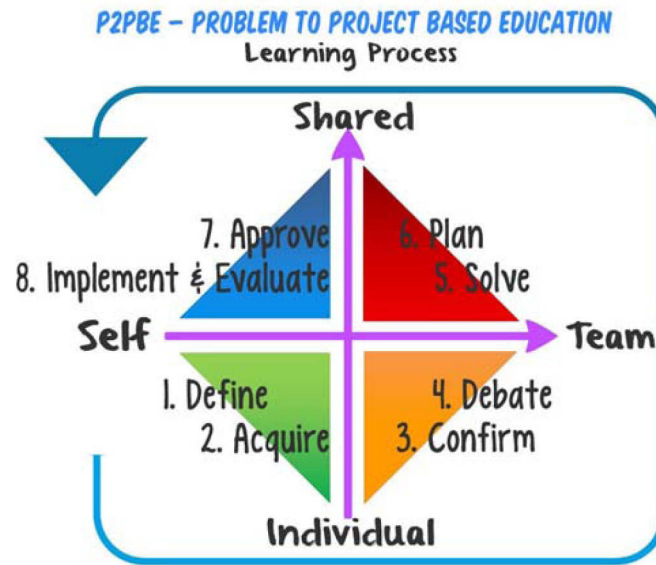 P2PBE – PROBLEM TO PROJECT BASED EDUCATION
Learning Process
Shared
7. Approve
6. Plan
8. Implement & Evaluate
5. Solve
Self
Team
1. Define
4. Debate
2. Acquire
3. Confirm
Individual